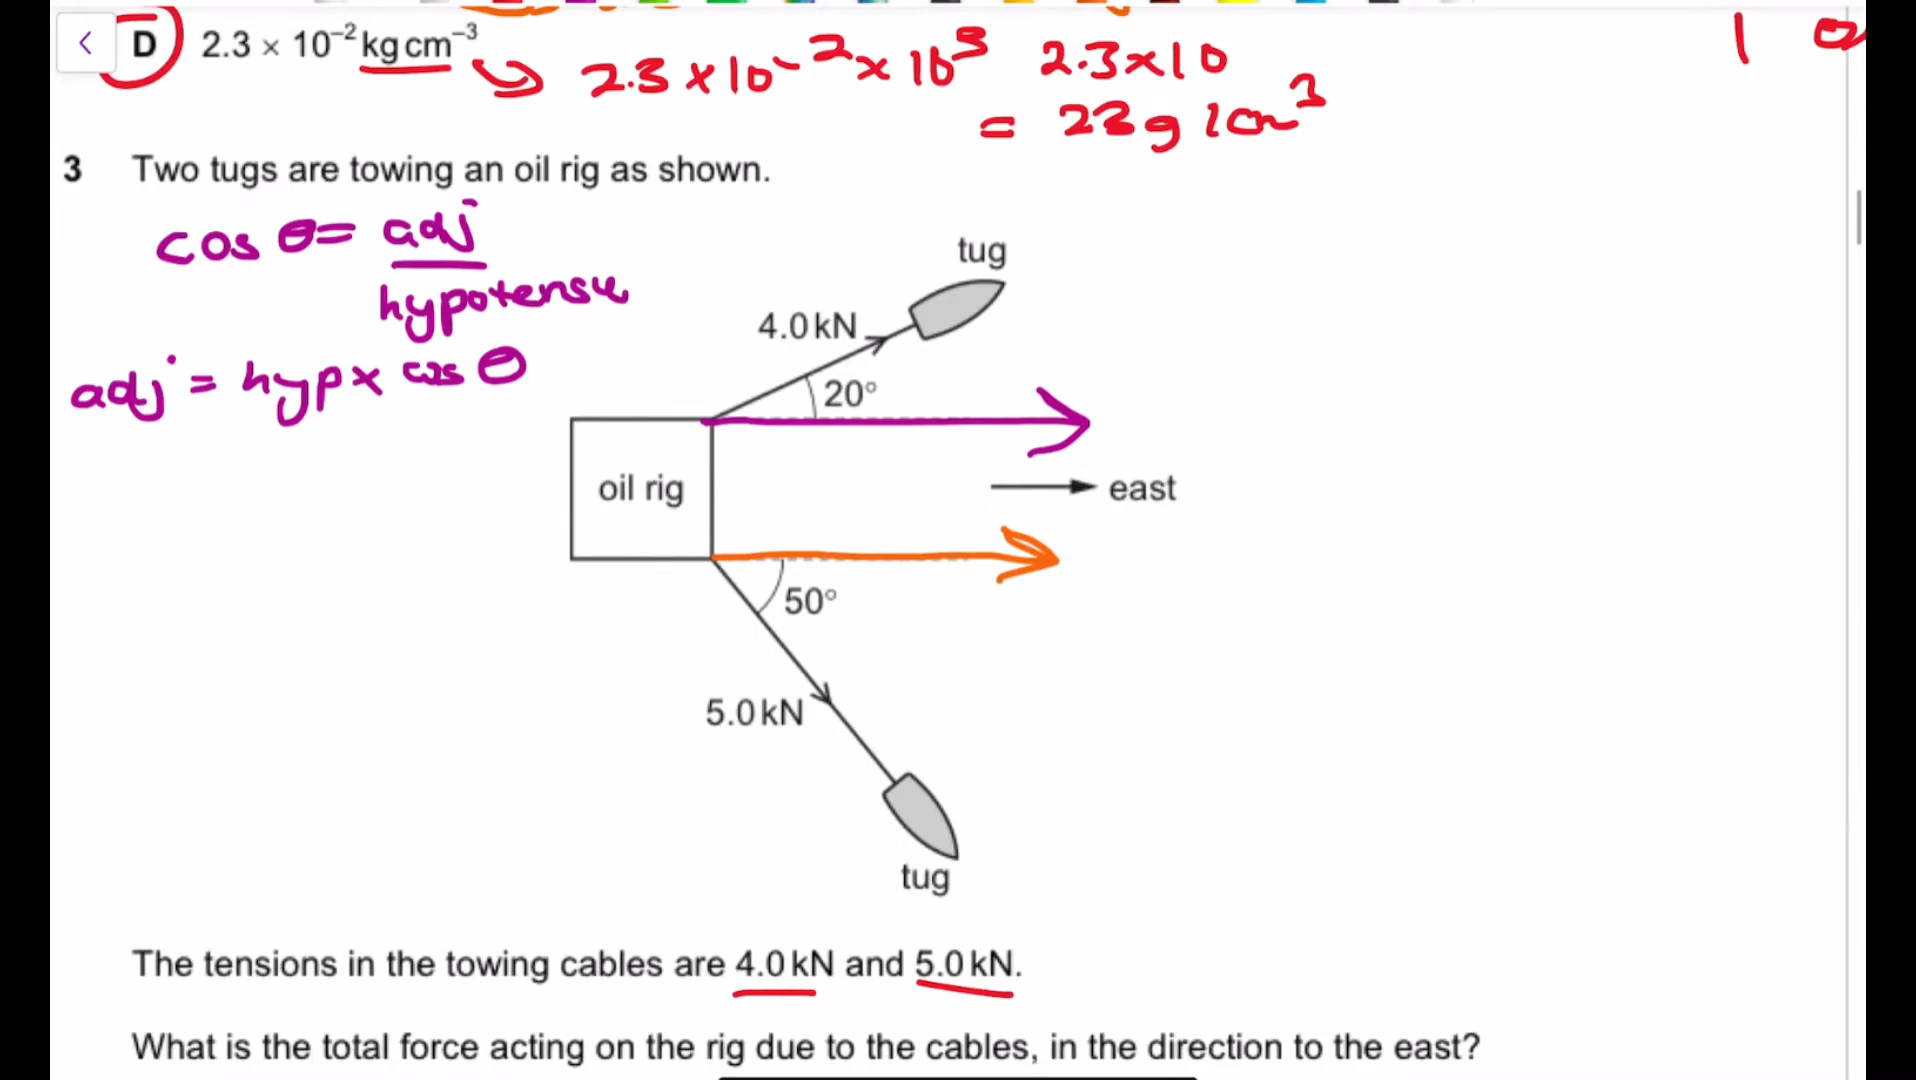 D 2.3 × 10⁻² kg cm⁻³
2.3 × 10⁻² × 10³ 2.3 × 10
= 23 g / cm³
3 Two tugs are towing an oil rig as shown.
cos θ = adj
hypotensu
adj = hyp x cos θ
tug
4.0 kN
20°
oil rig
east
50°
5.0 kN
tug
The tensions in the towing cables are 4.0 kN and 5.0 kN.
What is the total force acting on the rig due to the cables, in the direction to the east?